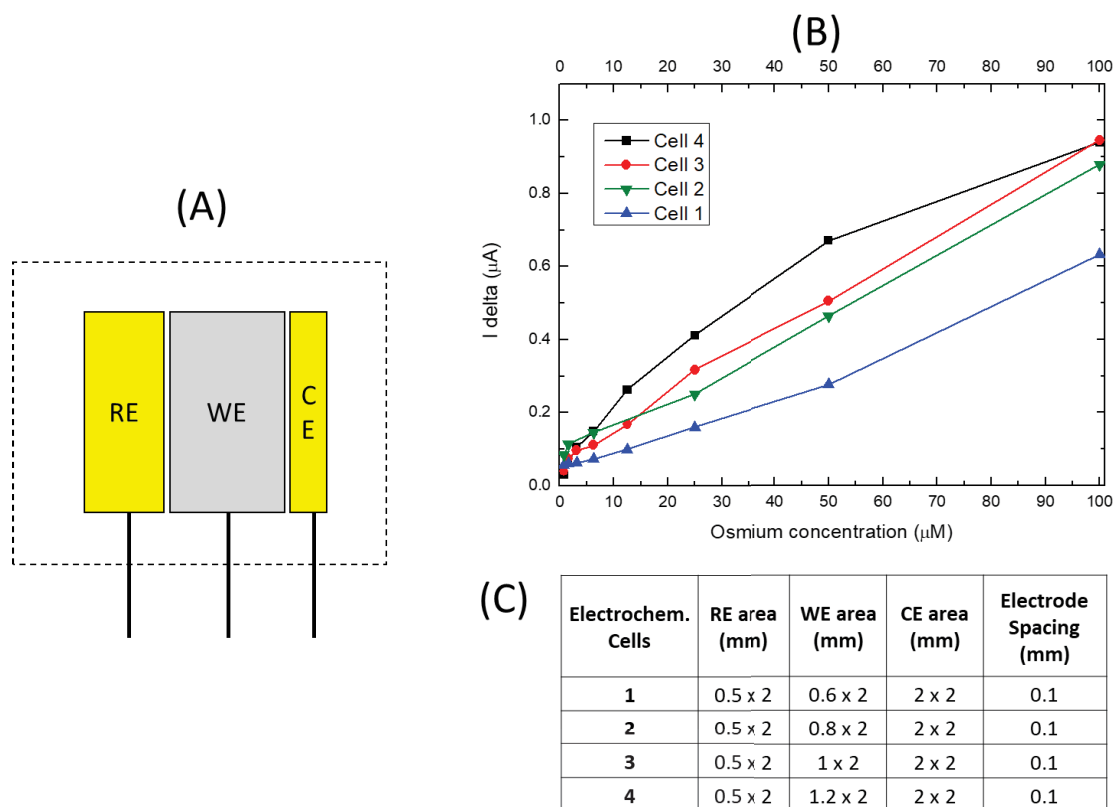 (A)
RE
WE
C
E
(B)
0 10 20 30 40 50 60 70 80 90 100
1.0
0.8
0.6
0.4
0.2
0.0
I delta (μA)
Cell 4
Cell 3
Cell 2
Cell 1
0 10 20 30 40 50 60 70 80 90 100
Osmium concentration (μM)
(C)
Electrochem. Cells RE area (mm) WE area (mm) CE area (mm) Electrode Spacing (mm)
1 0.5 x 2 0.6 x 2 2 x 2 0.1
2 0.5 x 2 0.8 x 2 2 x 2 0.1
3 0.5 x 2 1 x 2 2 x 2 0.1
4 0.5 x 2 1.2 x 2 2 x 2 0.1